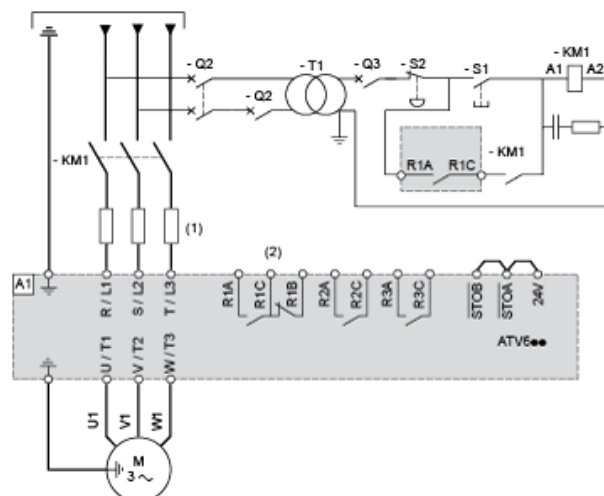 - Q2
- T1
- Q3
- S2
- S1
- KM1
A1
A2
- Q2
- KM1
- KM1
R1A
R1C
(1)
(2)
A1
R / L1
S / L2
T / L3
R1A
R1C
R1B
R2A
R2C
R3A
R3C
STOB
STOA
24V
ATV6●●
U / T1
V / T2
W / T3
U1
V1
W1
M
3 ~